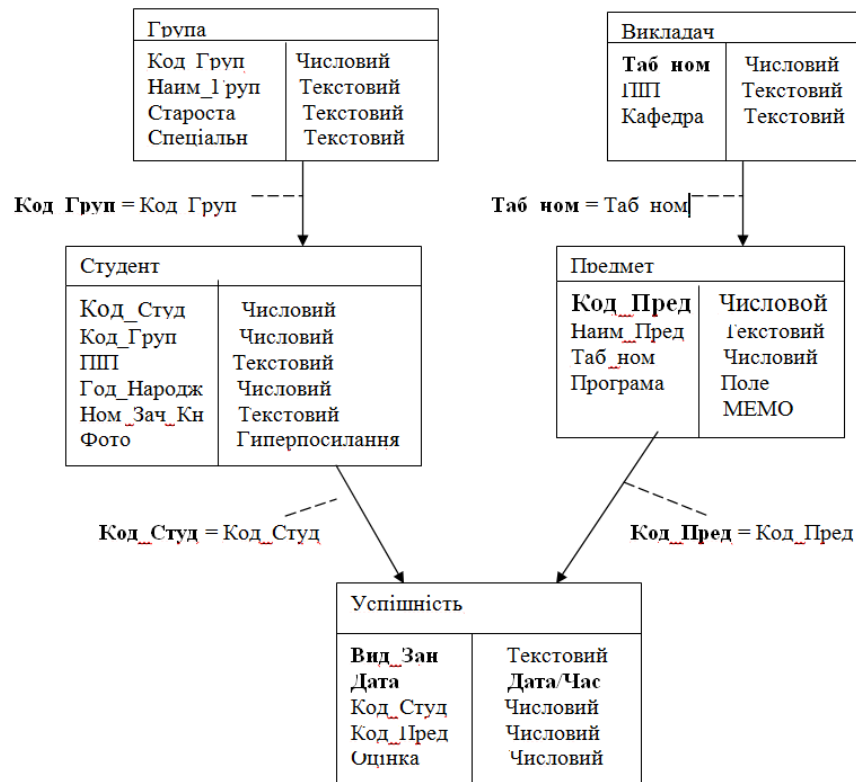 Група
Код_Груп Числовий
Наим_Груп Текстовий
Староста Текстовий
Спеціальн Текстовий
Викладач
Таб_ном Числовий
ПІП Текстовий
Кафедра Текстовий
Код_Груп = Код_Груп
Таб_ном = Таб_ном
Студент
Код_Студ Числовий
Код_Груп Числовий
ПІП Текстовий
Год_Народж Числовий
Ном_Зач_Кн Текстовий
Фото Гиперпосилання
Предмет
Код_Пред Числовой
Наим_Пред Текстовий
Таб_ном Числовий
Програма Поле
МЕМО
Код_Студ = Код_Студ
Код_Пред = Код_Пред
Успішність
Вид_Зан Текстовий
Дата Дата/Час
Код_Студ Числовий
Код_Пред Числовий
Оцінка Числовий